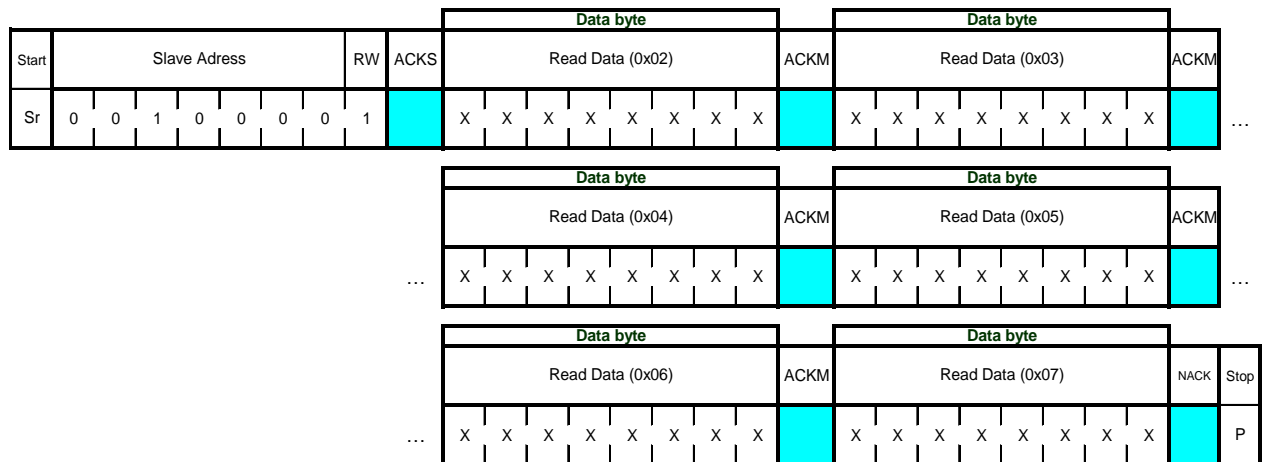 Data byte Data byte
Start Slave Adress RW ACKS Read Data (0x02) ACKM Read Data (0x03) ACKM
Sr 0 0 1 0 0 0 0 1 X X X X X X X X X X X X X X X X …
Data byte Data byte
Read Data (0x04) ACKM Read Data (0x05) ACKM
… X X X X X X X X X X X X X X X X …
Data byte Data byte
Read Data (0x06) ACKM Read Data (0x07) NACK Stop
… X X X X X X X X X X X X X X X X P